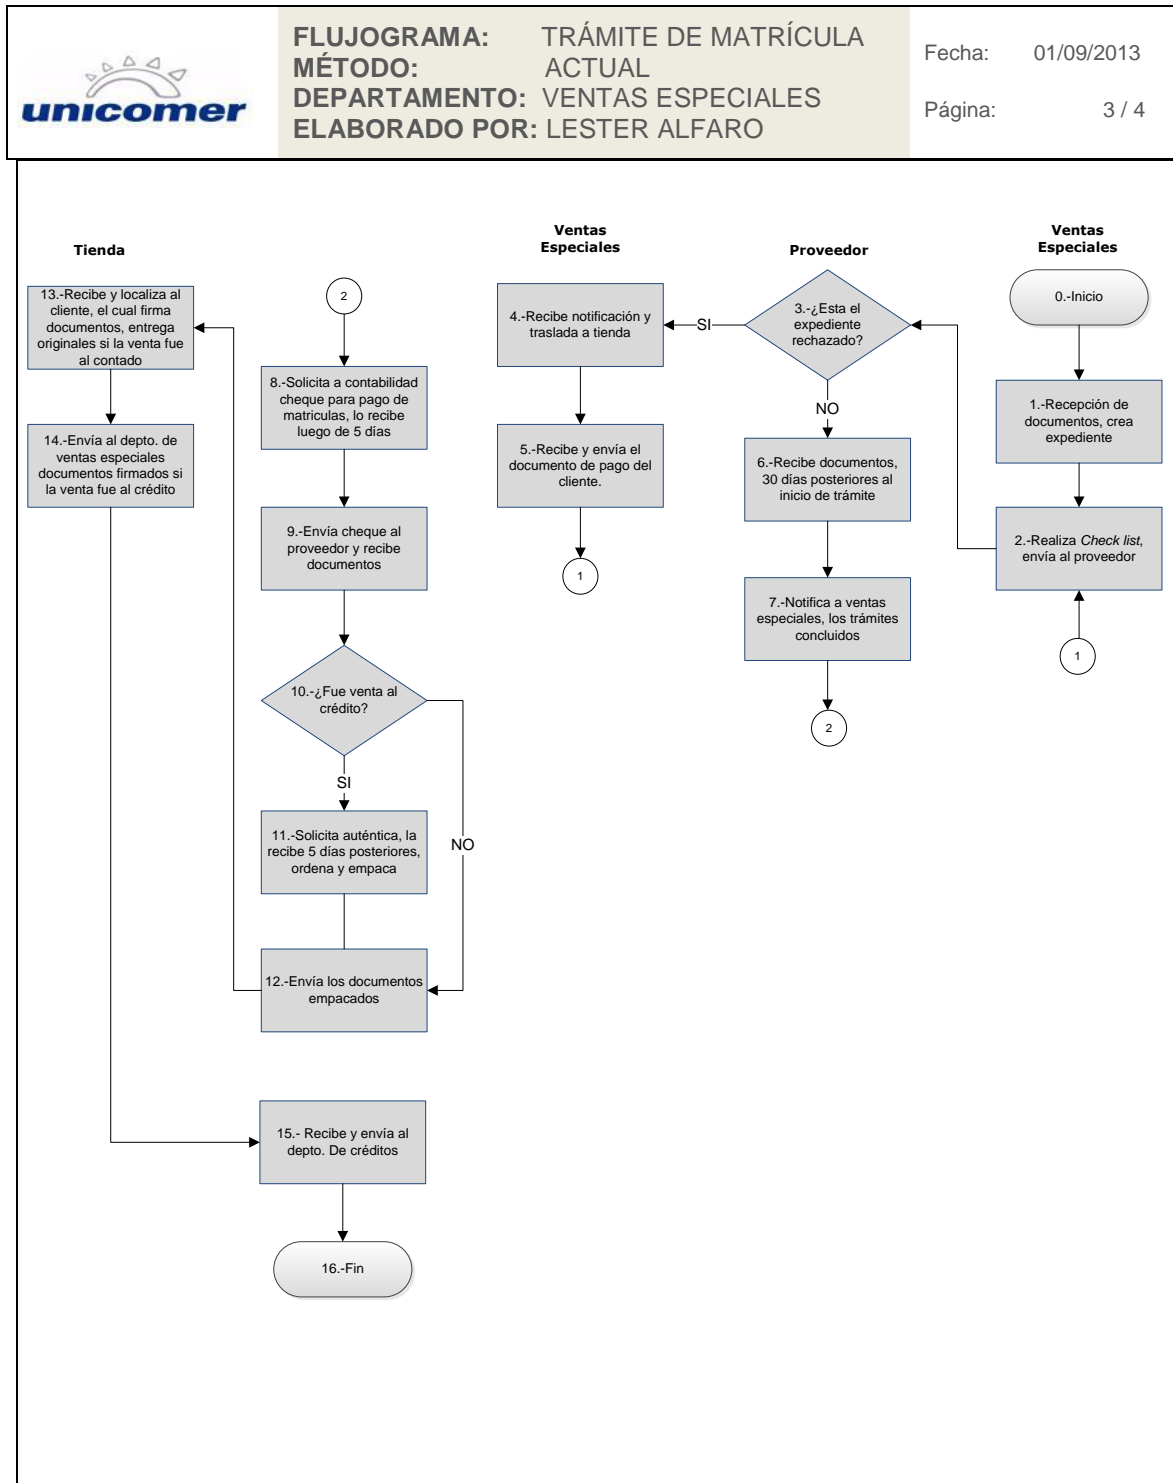 unicomer
FLUJOGRAMA: TRÁMITE DE MATRÍCULA
MÉTODO: ACTUAL
DEPARTAMENTO: VENTAS ESPECIALES
ELABORADO POR: LESTER ALFARO
Fecha: 01/09/2013
Página: 3 / 4
Tienda
13.-Recibe y localiza al
cliente, el cual firma
documentos, entrega
originales si la venta fue
al contado
14.-Envía al depto. de
ventas especiales
documentos firmados si
la venta fue al crédito
2
8.-Solicita a contabilidad
cheque para pago de
matriculas, lo recibe
luego de 5 días
9.-Envía cheque al
proveedor y recibe
documentos
10.-¿Fue venta al
crédito?
SI
NO
11.-Solicita auténtica, la
recibe 5 días posteriores,
ordena y empaca
12.-Envía los documentos
empacados
15.- Recibe y envía al
depto. De créditos
16.-Fin
Ventas
Especiales
4.-Recibe notificación y
traslada a tienda
5.-Recibe y envía el
documento de pago del
cliente.
1
SI
Proveedor
3.-¿Esta el
expediente
rechazado?
NO
6.-Recibe documentos,
30 días posteriores al
inicio de trámite
7.-Notifica a ventas
especiales, los trámites
concluidos
2
Ventas
Especiales
0.-Inicio
1.-Recepción de
documentos, crea
expediente
2.-Realiza Check list,
envía al proveedor
1